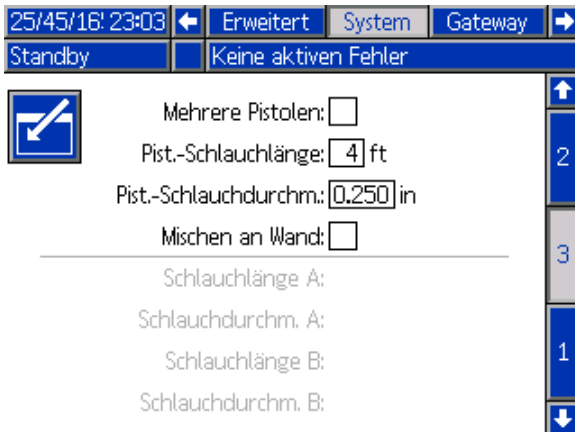 25/45/16' 23:03 Erweitert System Gateway
Standby Keine aktiven Fehler
Mehrere Pistolen:
Pist.-Schlauchlänge: 4 ft
2
Pist.-Schlauchdurchm.: 0.250 in
Mischen an Wand:
3
Schlauchlänge A:
Schlauchdurchm. A:
Schlauchlänge B:
1
Schlauchdurchm. B: